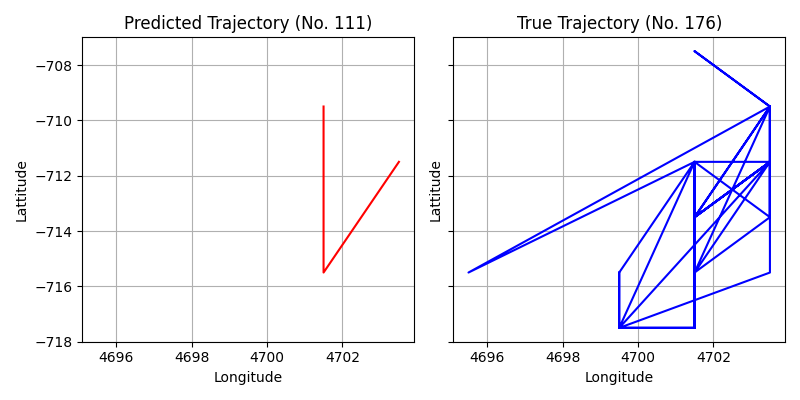 Predicted Trajectory (No. 111)
−708
−710
−712
−714
−716
−718
Lattitude
4696
4698
4700
4702
Longitude
True Trajectory (No. 176)
Lattitude
4696
4698
4700
4702
Longitude